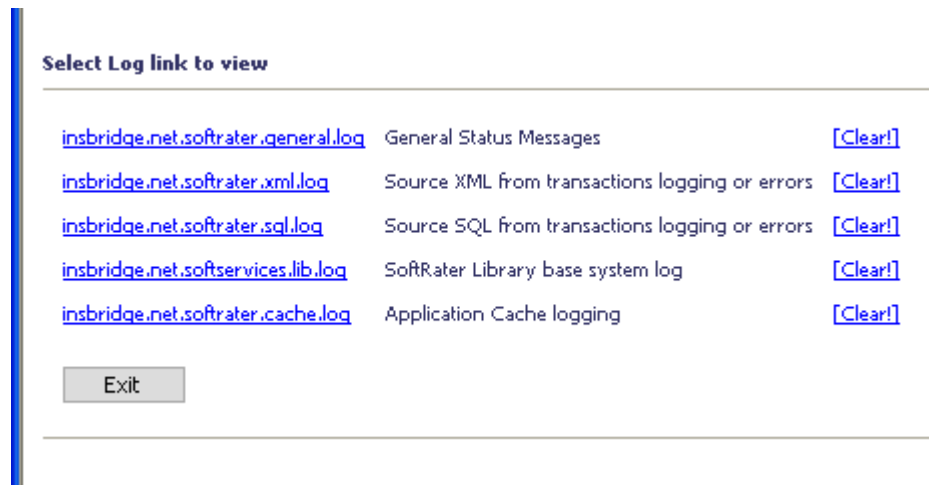 Select Log link to view
insbridge.net.softrater.general.log General Status Messages [Clear!]
insbridge.net.softrater.xml.log Source XML from transactions logging or errors [Clear!]
insbridge.net.softrater.sql.log Source SQL from transactions logging or errors [Clear!]
insbridge.net.softservices.lib.log SoftRater Library base system log [Clear!]
insbridge.net.softrater.cache.log Application Cache logging [Clear!]
Exit